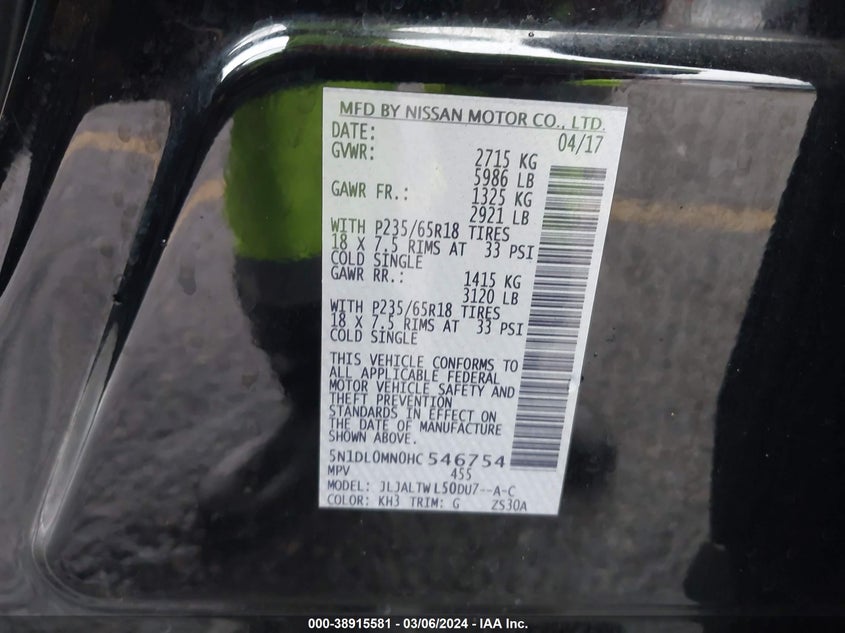 MFD BY NISSAN MOTOR CO., LTD.
DATE: 04/17
GVWR: 2715 KG
5986 LB
GAWR FR.: 1325 KG
2921 LB
WITH P235/65R18 TIRES
18 X 7.5 RIMS AT 33 PSI
COLD SINGLE
GAWR RR.: 1415 KG
3120 LB
WITH P235/65R18 TIRES
18 X 7.5 RIMS AT 33 PSI
COLD SINGLE
THIS VEHICLE CONFORMS TO
ALL APPLICABLE FEDERAL
MOTOR VEHICLE SAFETY AND
THEFT PREVENTION
STANDARDS IN EFFECT ON
THE DATE OF MANUFACTURE
SHOWN ABOVE.
5N1DL0MN0HC 546754
MPV 455
MODEL: JLJALTW L50DU7--A-C
COLOR: KH3 TRIM: G ZS30A
000-38915581 - 03/06/2024 - IAA Inc.